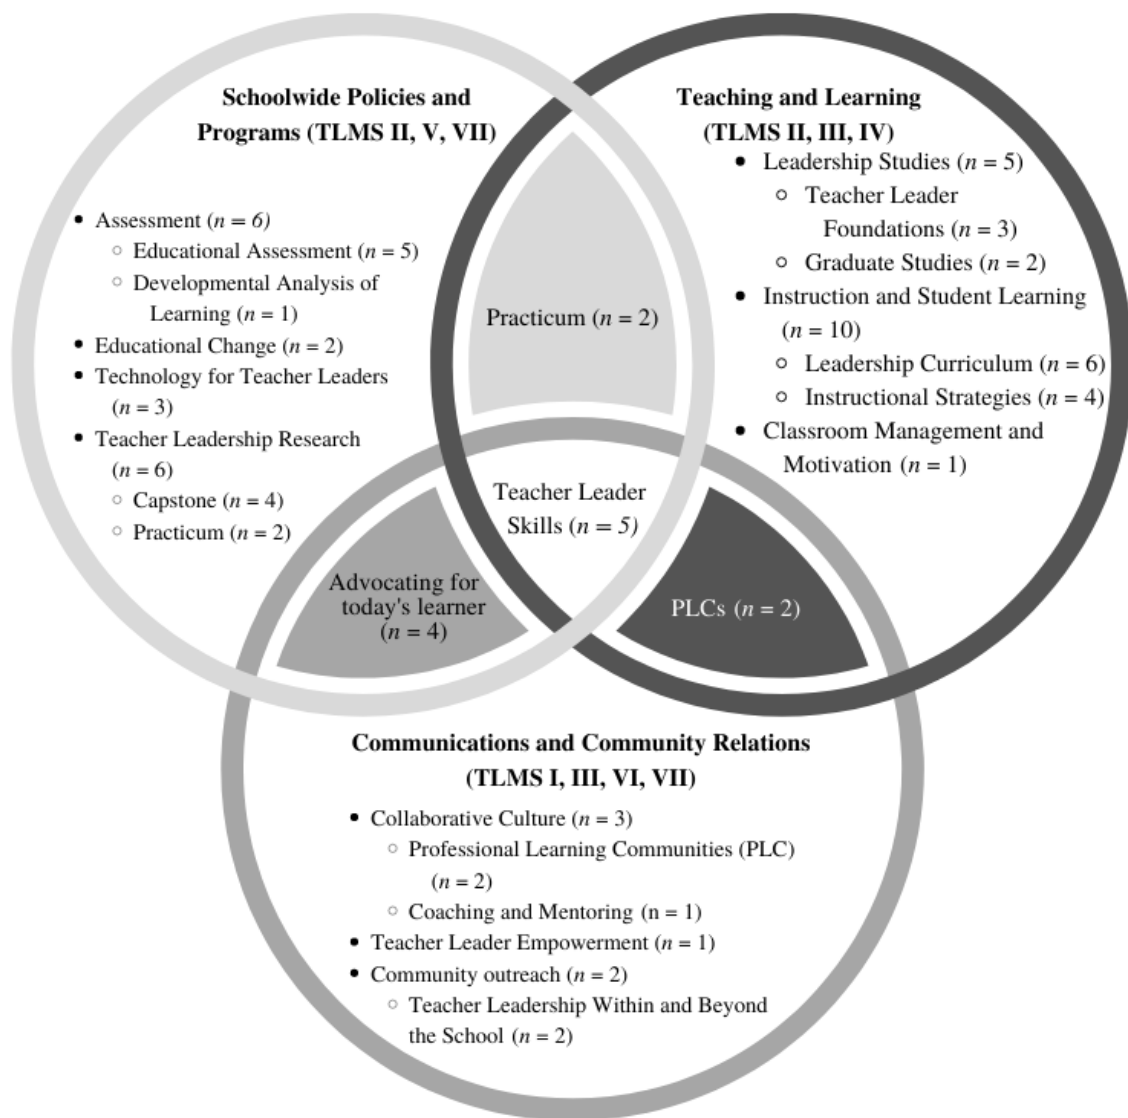 Schoolwide Policies and
Programs (TLMS II, V, VII)
• Assessment (n = 6)
○ Educational Assessment (n = 5)
○ Developmental Analysis of
Learning (n = 1)
• Educational Change (n = 2)
• Technology for Teacher Leaders
(n = 3)
• Teacher Leadership Research
(n = 6)
○ Capstone (n = 4)
○ Practicum (n = 2)
Teaching and Learning
(TLMS II, III, IV)
• Leadership Studies (n = 5)
○ Teacher Leader
Foundations (n = 3)
○ Graduate Studies (n = 2)
• Instruction and Student Learning
(n = 10)
○ Leadership Curriculum (n = 6)
○ Instructional Strategies (n = 4)
• Classroom Management and
Motivation (n = 1)
Practicum (n = 2)
Teacher Leader
Skills (n = 5)
Advocating for
today's learner
(n = 4)
PLCs (n = 2)
Communications and Community Relations
(TLMS I, III, VI, VII)
• Collaborative Culture (n = 3)
○ Professional Learning Communities (PLC)
(n = 2)
○ Coaching and Mentoring (n = 1)
• Teacher Leader Empowerment (n = 1)
• Community outreach (n = 2)
○ Teacher Leadership Within and Beyond
the School (n = 2)